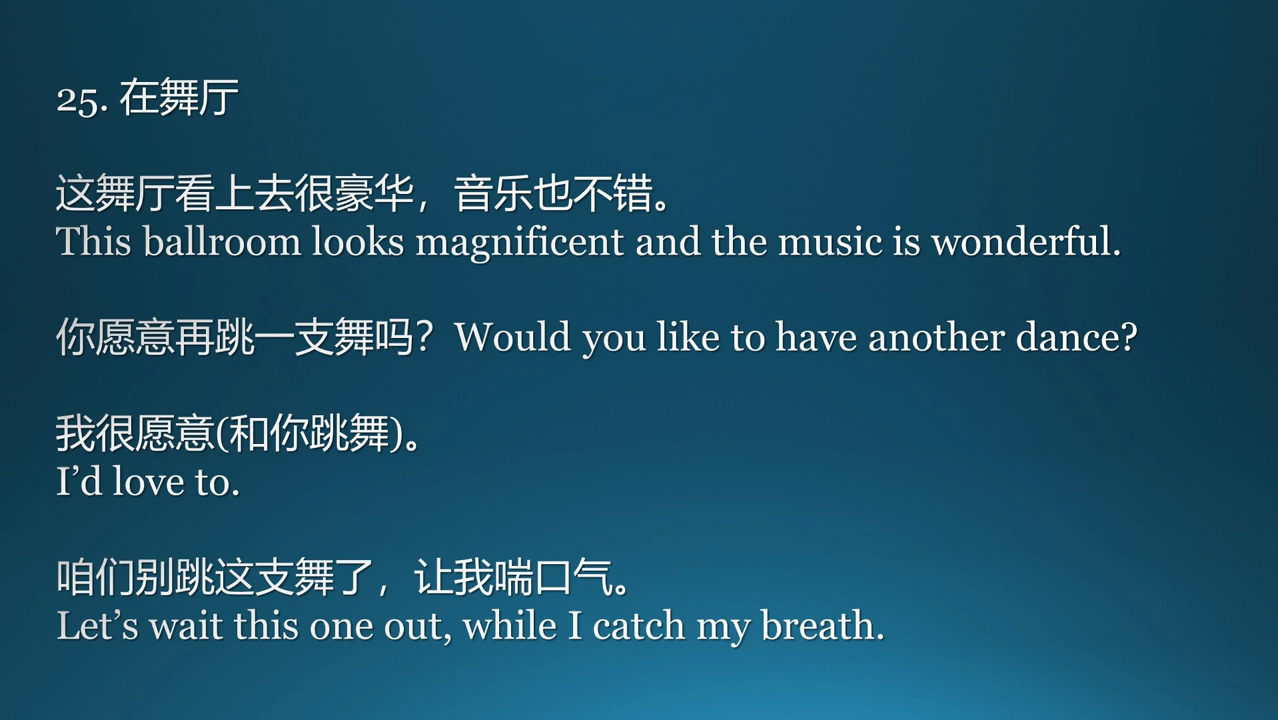 25. 在舞厅
这舞厅看上去很豪华，音乐也不错。
This ballroom looks magnificent and the music is wonderful.
你愿意再跳一支舞吗？Would you like to have another dance?
我很愿意(和你跳舞)。
I’d love to.
咱们别跳这支舞了，让我喘口气。
Let’s wait this one out, while I catch my breath.